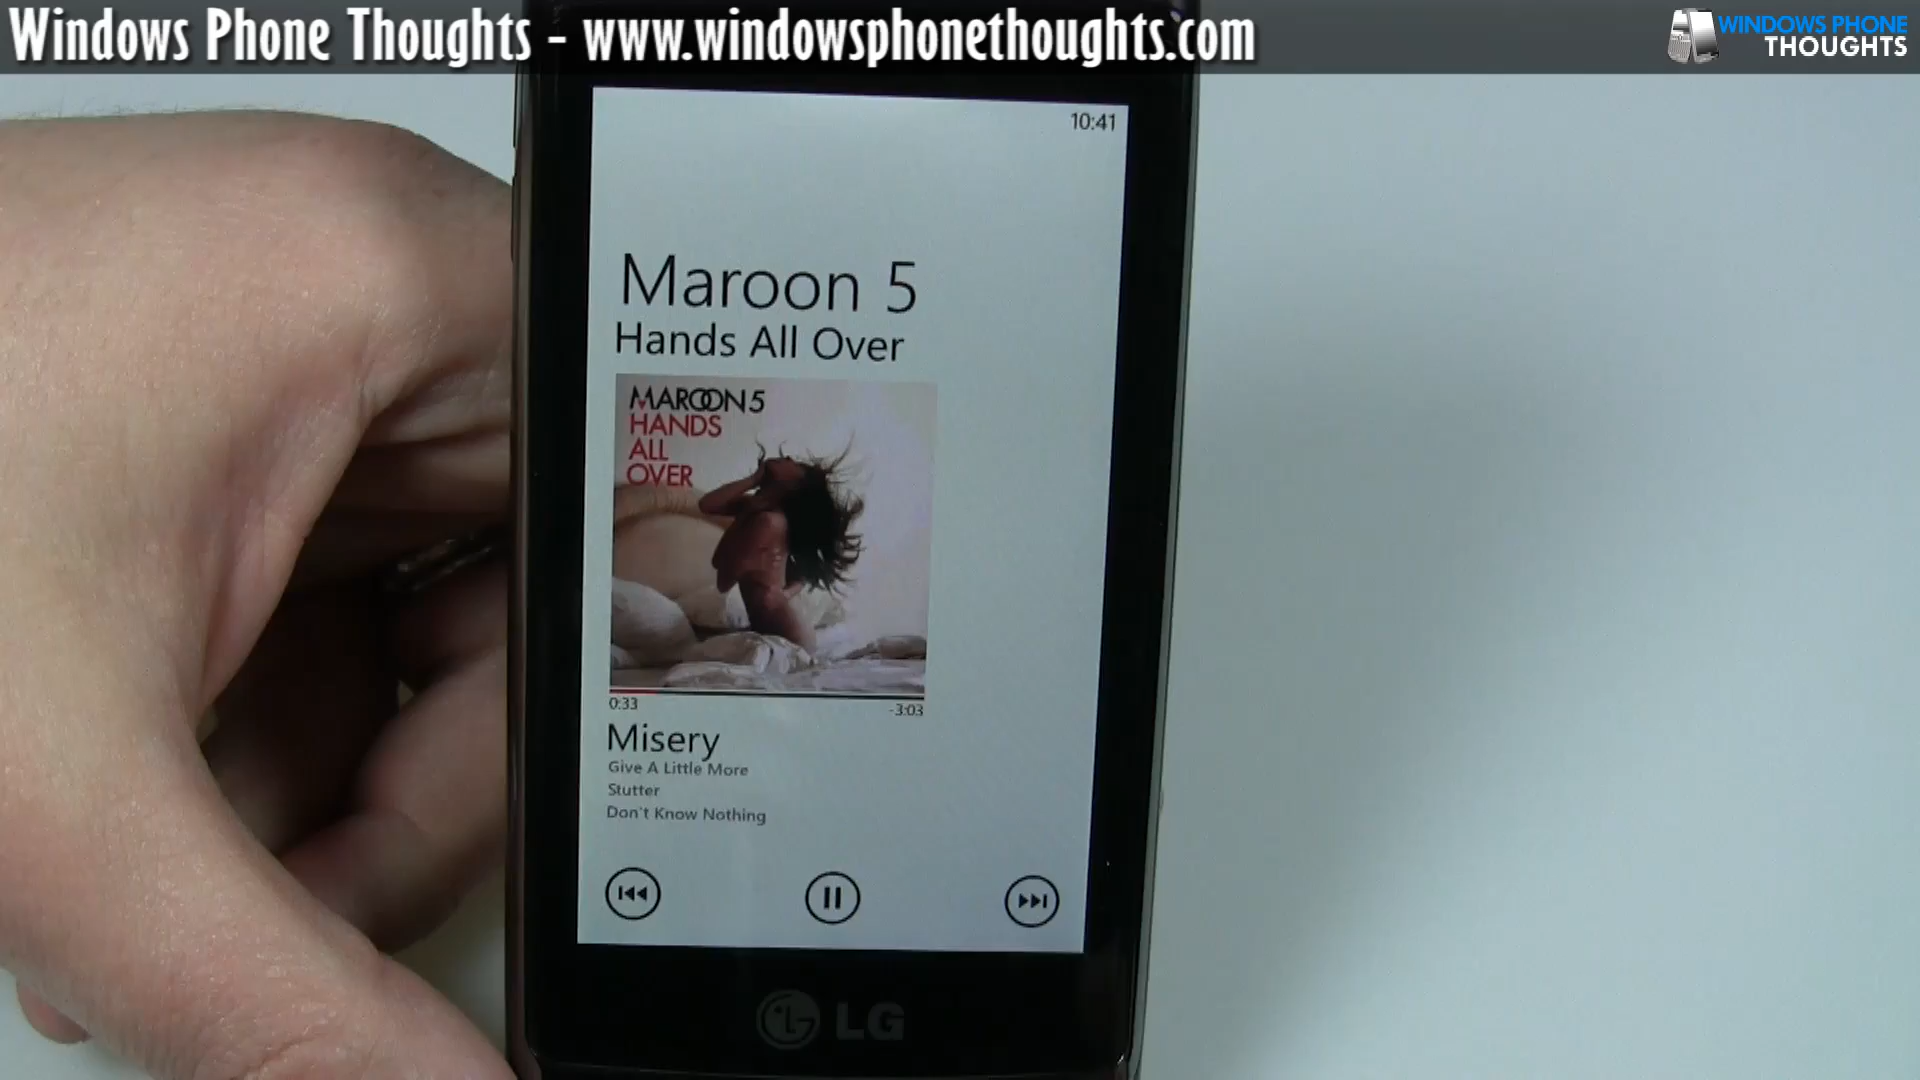 Windows Phone Thoughts - www.windowsphonethoughts.com
WINDOWS PHONE
THOUGHTS
10:41
Maroon 5
Hands All Over
MAROON5
HANDS
ALL
OVER
0:33
-3:03
Misery
Give A Little More
Stutter
Don't Know Nothing
LG